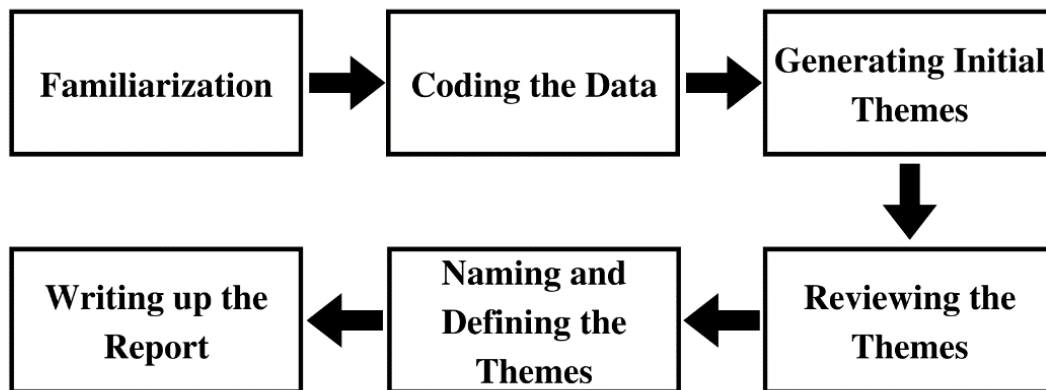 Familiarization
Coding the Data
Generating Initial
Themes
Reviewing the
Themes
Naming and
Defining the
Themes
Writing up the
Report